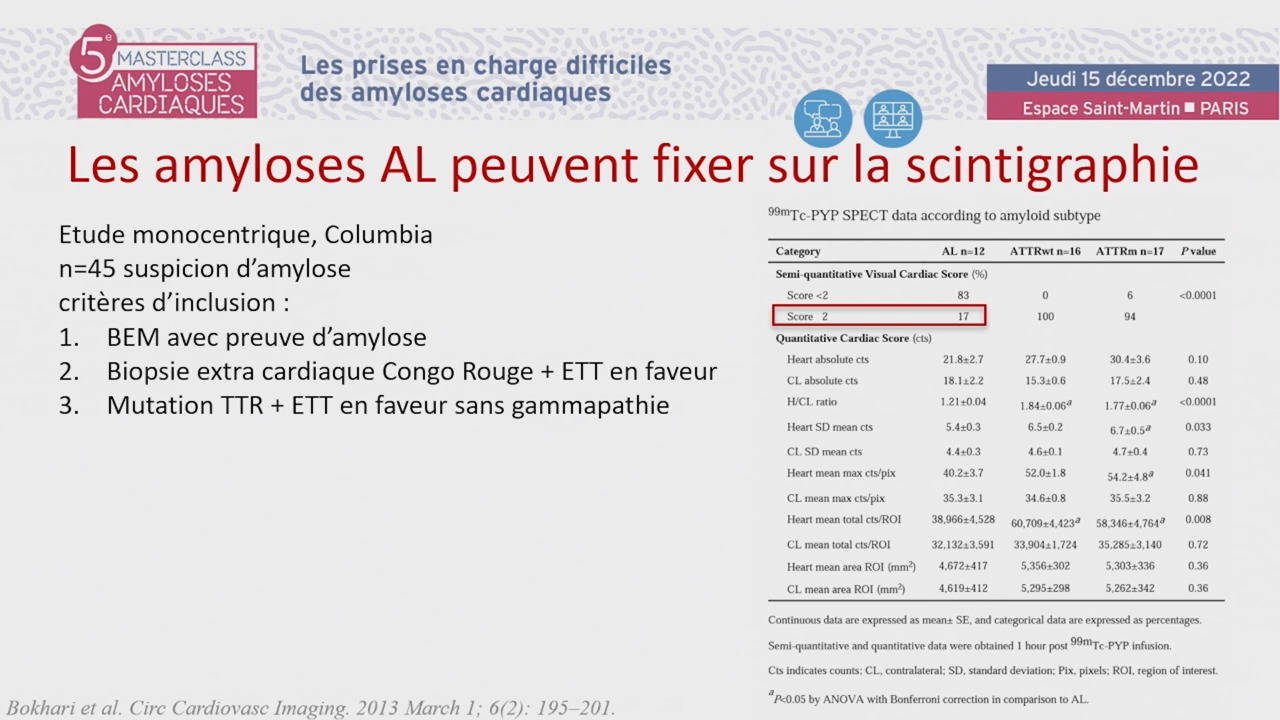 5e
MASTERCLASS
AMYLOSES
CARDIAQUES
Les prises en charge difficiles
des amyloses cardiaques
Jeudi 15 décembre 2022
Espace Saint-Martin ■ PARIS
Les amyloses AL peuvent fixer sur la scintigraphie
Etude monocentrique, Columbia
n=45 suspicion d’amylose
critères d’inclusion :
1. BEM avec preuve d’amylose
2. Biopsie extra cardiaque Congo Rouge + ETT en faveur
3. Mutation TTR + ETT en faveur sans gammapathie
99mTc-PYP SPECT data according to amyloid subtype
Category AL n=12 ATTRwt n=16 ATTRm n=17 P value
Semi-quantitative Visual Cardiac Score (%)
Score <2 83 0 6 <0.0001
Score 2 17 100 94
Quantitative Cardiac Score (cts)
Heart absolute cts 21.8±2.7 27.7±0.9 30.4±3.6 0.10
CL absolute cts 18.1±2.2 15.3±0.6 17.5±2.4 0.48
H/CL ratio 1.21±0.04 1.84±0.06a 1.77±0.06a <0.0001
Heart SD mean cts 5.4±0.3 6.5±0.2 6.7±0.5a 0.033
CL SD mean cts 4.4±0.3 4.6±0.1 4.7±0.4 0.73
Heart mean max cts/pix 40.2±3.7 52.0±1.8 54.2±4.8a 0.041
CL mean max cts/pix 35.3±3.1 34.6±0.8 35.5±3.2 0.88
Heart mean total cts/ROI 38,966±4,528 60,709±4,423a 58,346±4,764a 0.008
CL mean total cts/ROI 32,132±3,591 33,904±1,724 35,285±3,140 0.72
Heart mean area ROI (mm2) 4,672±417 5,356±302 5,303±336 0.36
CL mean area ROI (mm2) 4,619±412 5,295±298 5,262±342 0.36
Continuous data are expressed as mean± SE, and categorical data are expressed as percentages.
Semi-quantitative and quantitative data were obtained 1 hour post 99mTc-PYP infusion.
Cts indicates counts; CL, contralateral; SD, standard deviation; Pix, pixels; ROI, region of interest.
aP<0.05 by ANOVA with Bonferroni correction in comparison to AL.
Bokhari et al. Circ Cardiovasc Imaging. 2013 March 1; 6(2): 195–201.